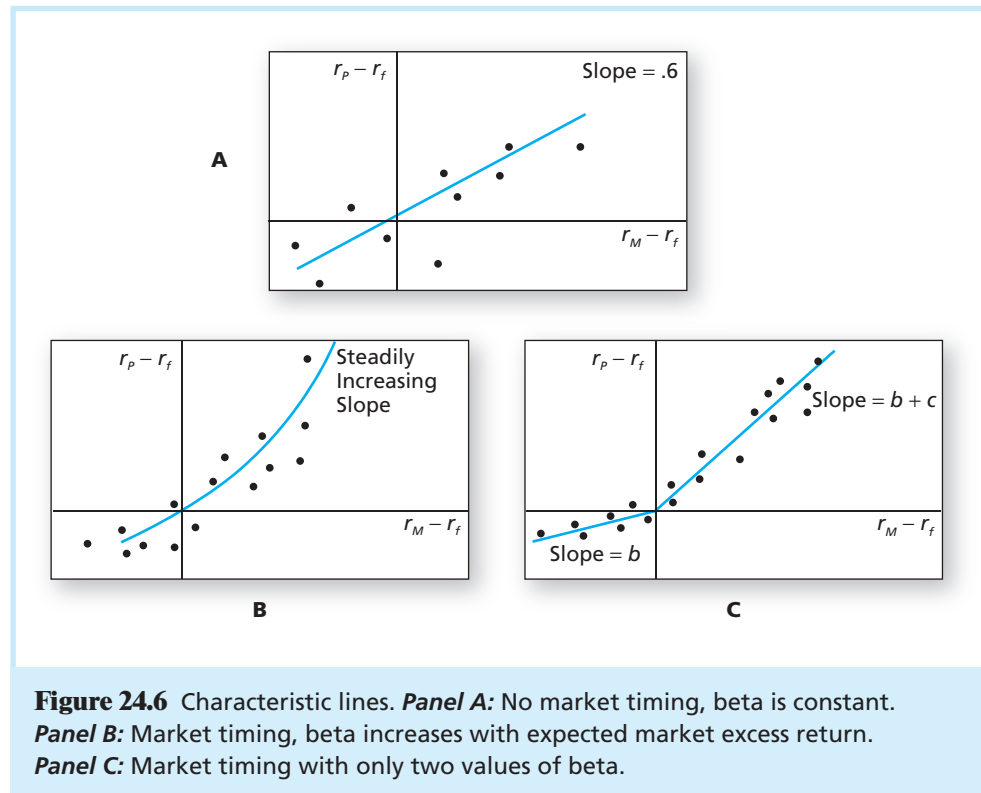 r_P – r_f
Slope = .6
A
r_M – r_f
r_P – r_f
Steadily
Increasing
Slope
r_M – r_f
B
r_P – r_f
Slope = b + c
r_M – r_f
Slope = b
C
Figure 24.6 Characteristic lines. Panel A: No market timing, beta is constant.
Panel B: Market timing, beta increases with expected market excess return.
Panel C: Market timing with only two values of beta.